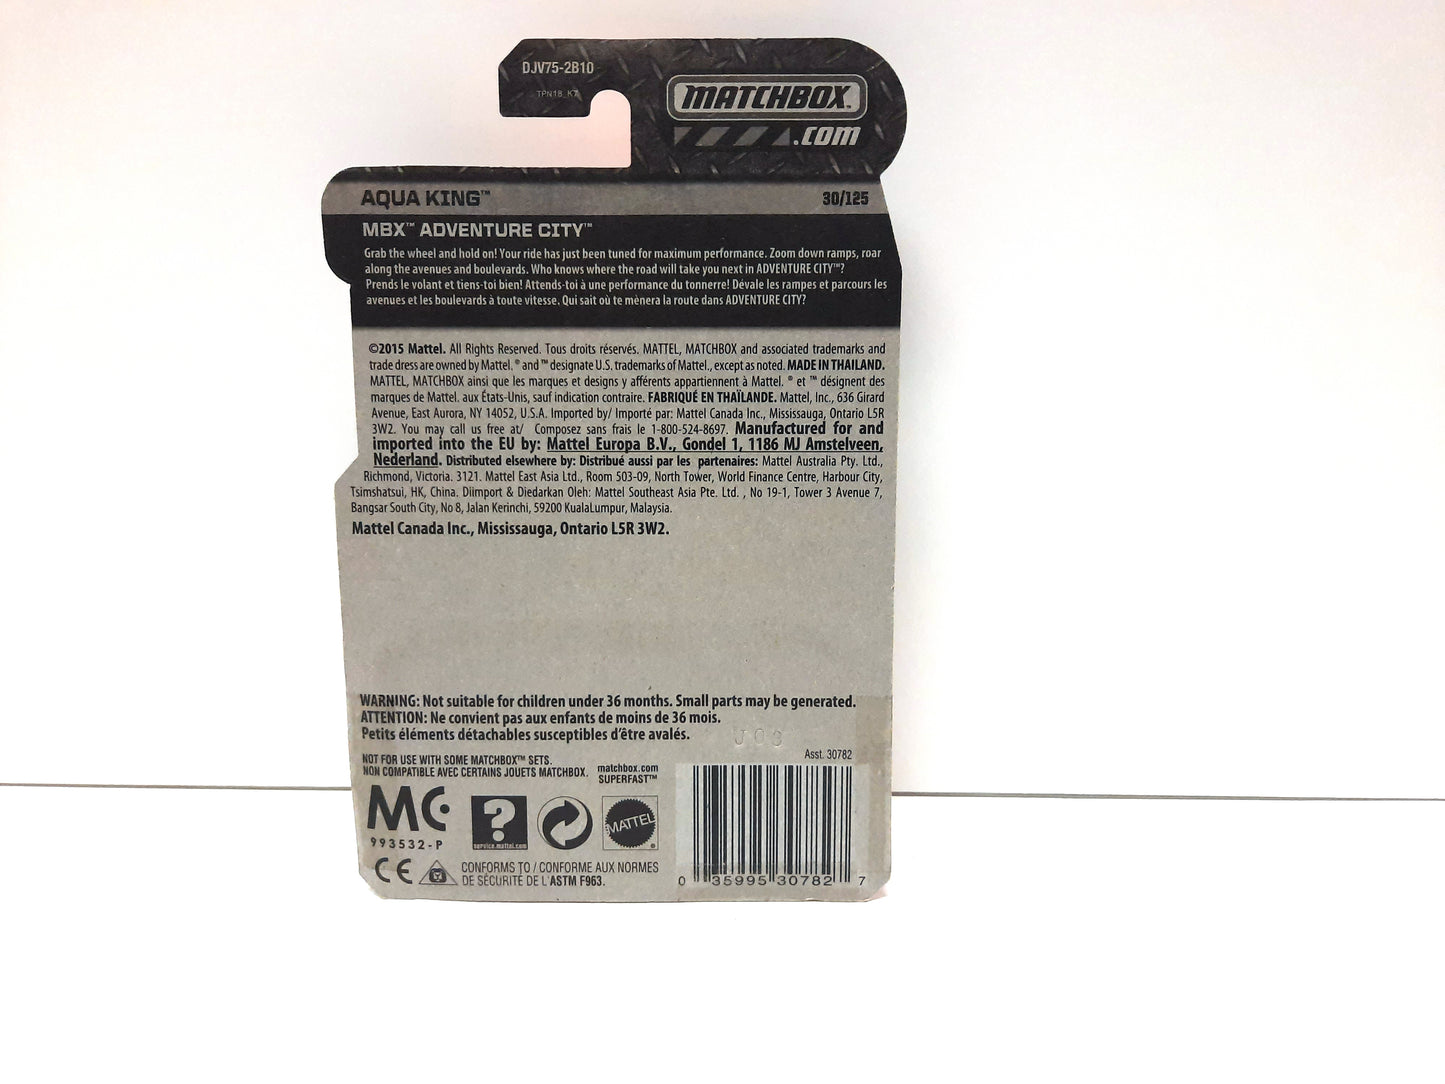 DJV75-2B10
TPN18_K7
MATCHBOX
.COM
AQUA KING™ 30/125
MBX™ ADVENTURE CITY™
Grab the wheel and hold on! Your ride has just been tuned for maximum performance. Zoom down ramps, roar
along the avenues and boulevards. Who knows where the road will take you next in ADVENTURE CITY™?
Prends le volant et tiens-toi bien! Attends-toi à une performance du tonnerre! Dévale les rampes et parcours les
avenues et les boulevards à toute vitesse. Qui sait où te mènera la route dans ADVENTURE CITY?
©2015 Mattel. All Rights Reserved. Tous droits réservés. MATTEL, MATCHBOX and associated trademarks and
trade dress are owned by Mattel. ® and ™ designate U.S. trademarks of Mattel., except as noted. MADE IN THAILAND.
MATTEL, MATCHBOX ainsi que les marques et designs y afférents appartiennent à Mattel. ® et ™ désignent des
marques de Mattel. aux États-Unis, sauf indication contraire. FABRIQUÉ EN THAÏLANDE. Mattel, Inc., 636 Girard
Avenue, East Aurora, NY 14052, U.S.A. Imported by/ Importé par: Mattel Canada Inc., Mississauga, Ontario L5R
3W2. You may call us free at/ Composez sans frais le 1-800-524-8697. Manufactured for and
imported into the EU by: Mattel Europa B.V., Gondel 1, 1186 MJ Amstelveen,
Nederland. Distributed elsewhere by: Distribué aussi par les partenaires: Mattel Australia Pty. Ltd.,
Richmond, Victoria. 3121. Mattel East Asia Ltd., Room 503-09, North Tower, World Finance Centre, Harbour City,
Tsimshatsui, HK, China. Diimport & Diedarkan Oleh: Mattel Southeast Asia Pte. Ltd. , No 19-1, Tower 3 Avenue 7,
Bangsar South City, No 8, Jalan Kerinchi, 59200 KualaLumpur, Malaysia.
Mattel Canada Inc., Mississauga, Ontario L5R 3W2.
WARNING: Not suitable for children under 36 months. Small parts may be generated.
ATTENTION: Ne convient pas aux enfants de moins de 36 mois.
Petits éléments détachables susceptibles d'être avalés.
J03
Asst. 30782
NOT FOR USE WITH SOME MATCHBOX™ SETS.
NON COMPATIBLE AVEC CERTAINS JOUETS MATCHBOX.
matchbox.com
SUPERFAST™
MC
993532-P
?
service.mattel.com
MATTEL
CE
CONFORMS TO / CONFORME AUX NORMES
DE SÉCURITÉ DE L'ASTM F963.
0 35995 30782 7